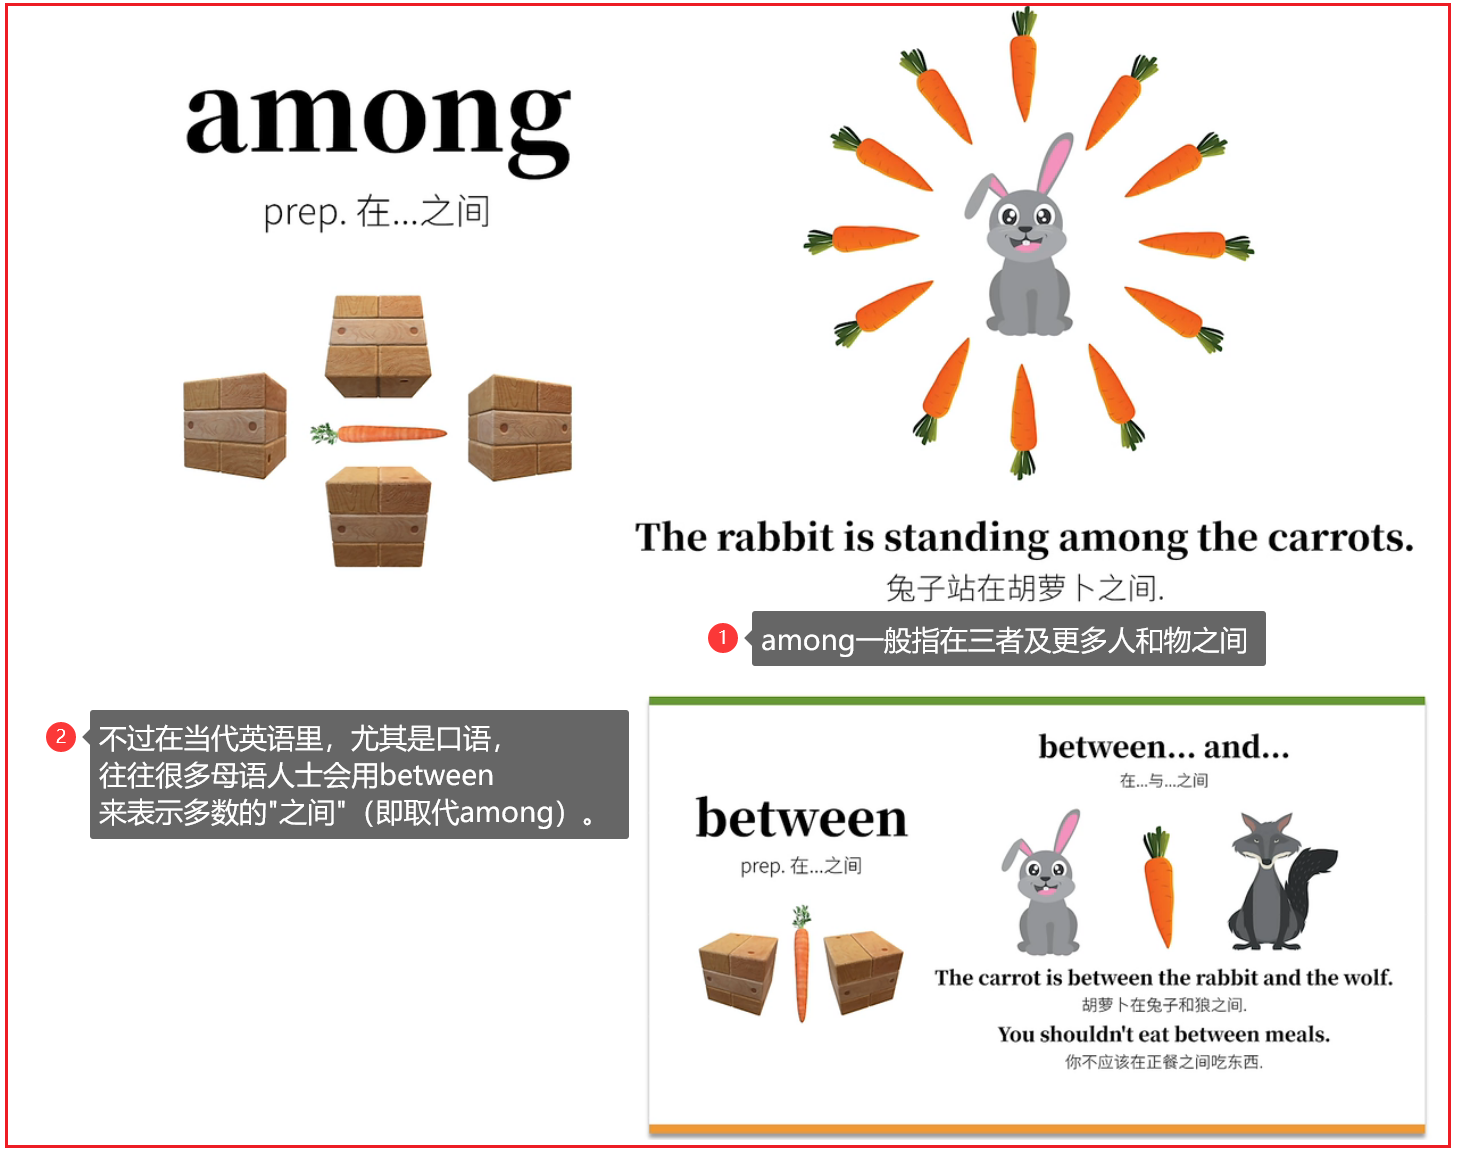 among
prep. 在...之间
The rabbit is standing among the carrots.
兔子站在胡萝卜之间.
1
among一般指在三者及更多人和物之间
2
不过在当代英语里，尤其是口语，
往往很多母语人士会用between
来表示多数的"之间"（即取代among）。
between
prep. 在...之间
between... and...
在...与...之间
The carrot is between the rabbit and the wolf.
胡萝卜在兔子和狼之间.
You shouldn't eat between meals.
你不应该在正餐之间吃东西.